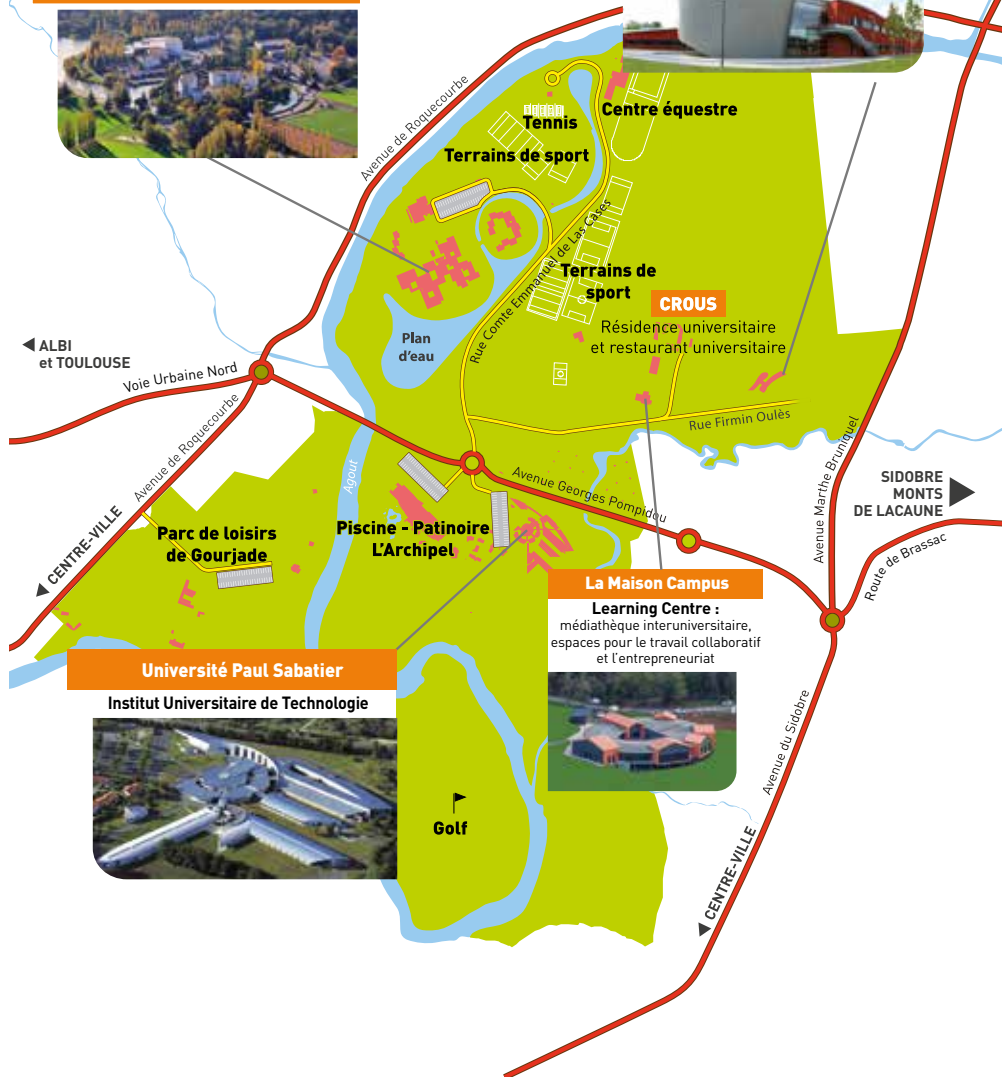 Avenue de Roquecourbe
Tennis
Centre équestre
Terrains de sport
Rue Comte Emmanuel de Las Cases
Terrains de
sport
CROUS
Résidence universitaire
et restaurant universitaire
Plan
d'eau
ALBI
et TOULOUSE
Voie Urbaine Nord
Avenue de Roquecourbe
Rue Firmin Oulès
Avenue Marthe Bruniquel
Agout
Avenue Georges Pompidou
SIDOBRE
MONTS
DE LACAUNE
Route de Brassac
CENTRE-VILLE
Parc de loisirs
de Gourjade
Piscine - Patinoire
L'Archipel
La Maison Campus
Learning Centre :
médiathèque interuniversitaire,
espaces pour le travail collaboratif
et l'entrepreneuriat
Université Paul Sabatier
Institut Universitaire de Technologie
Avenue du Sidobre
Golf
CENTRE-VILLE